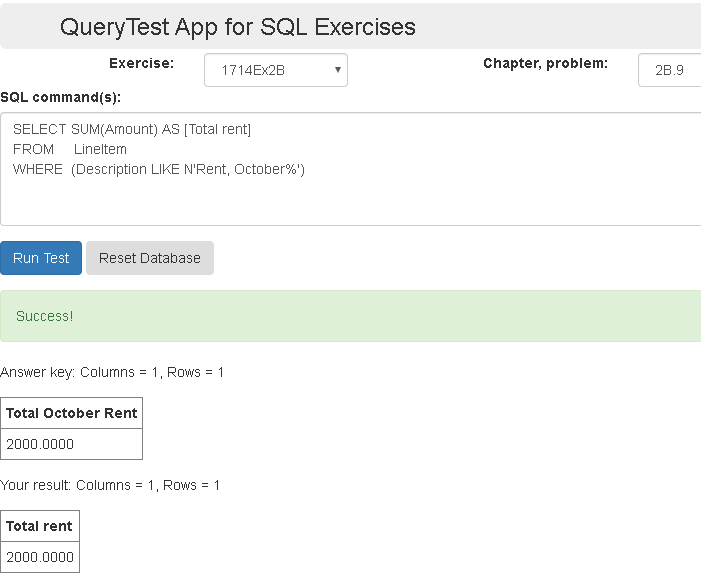 QueryTest App for SQL Exercises
Exercise: 1714Ex2B Chapter, problem: 2B.9
SQL command(s):
SELECT SUM(Amount) AS [Total rent]
FROM LineItem
WHERE (Description LIKE N'Rent, October%')
Run Test Reset Database
Success!
Answer key: Columns = 1, Rows = 1
Total October Rent
2000.0000
Your result: Columns = 1, Rows = 1
Total rent
2000.0000